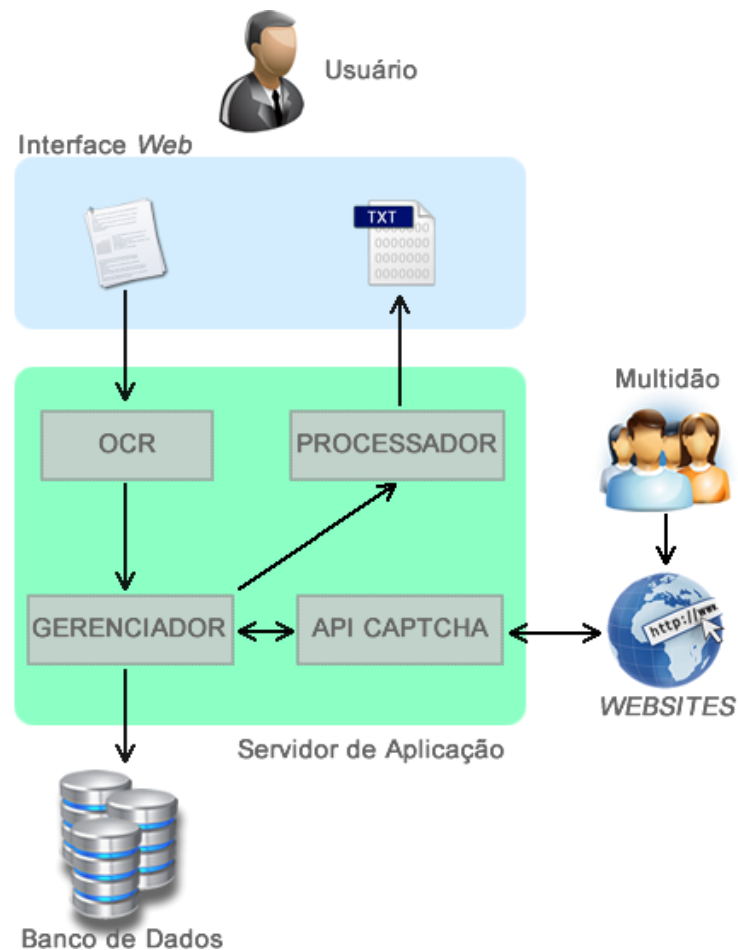 Usuário
Interface Web
TXT
0000000
0000000
0000000
0000000
Multidão
OCR
PROCESSADOR
GERENCIADOR
API CAPTCHA
http://www.
WEBSITES
Servidor de Aplicação
Banco de Dados